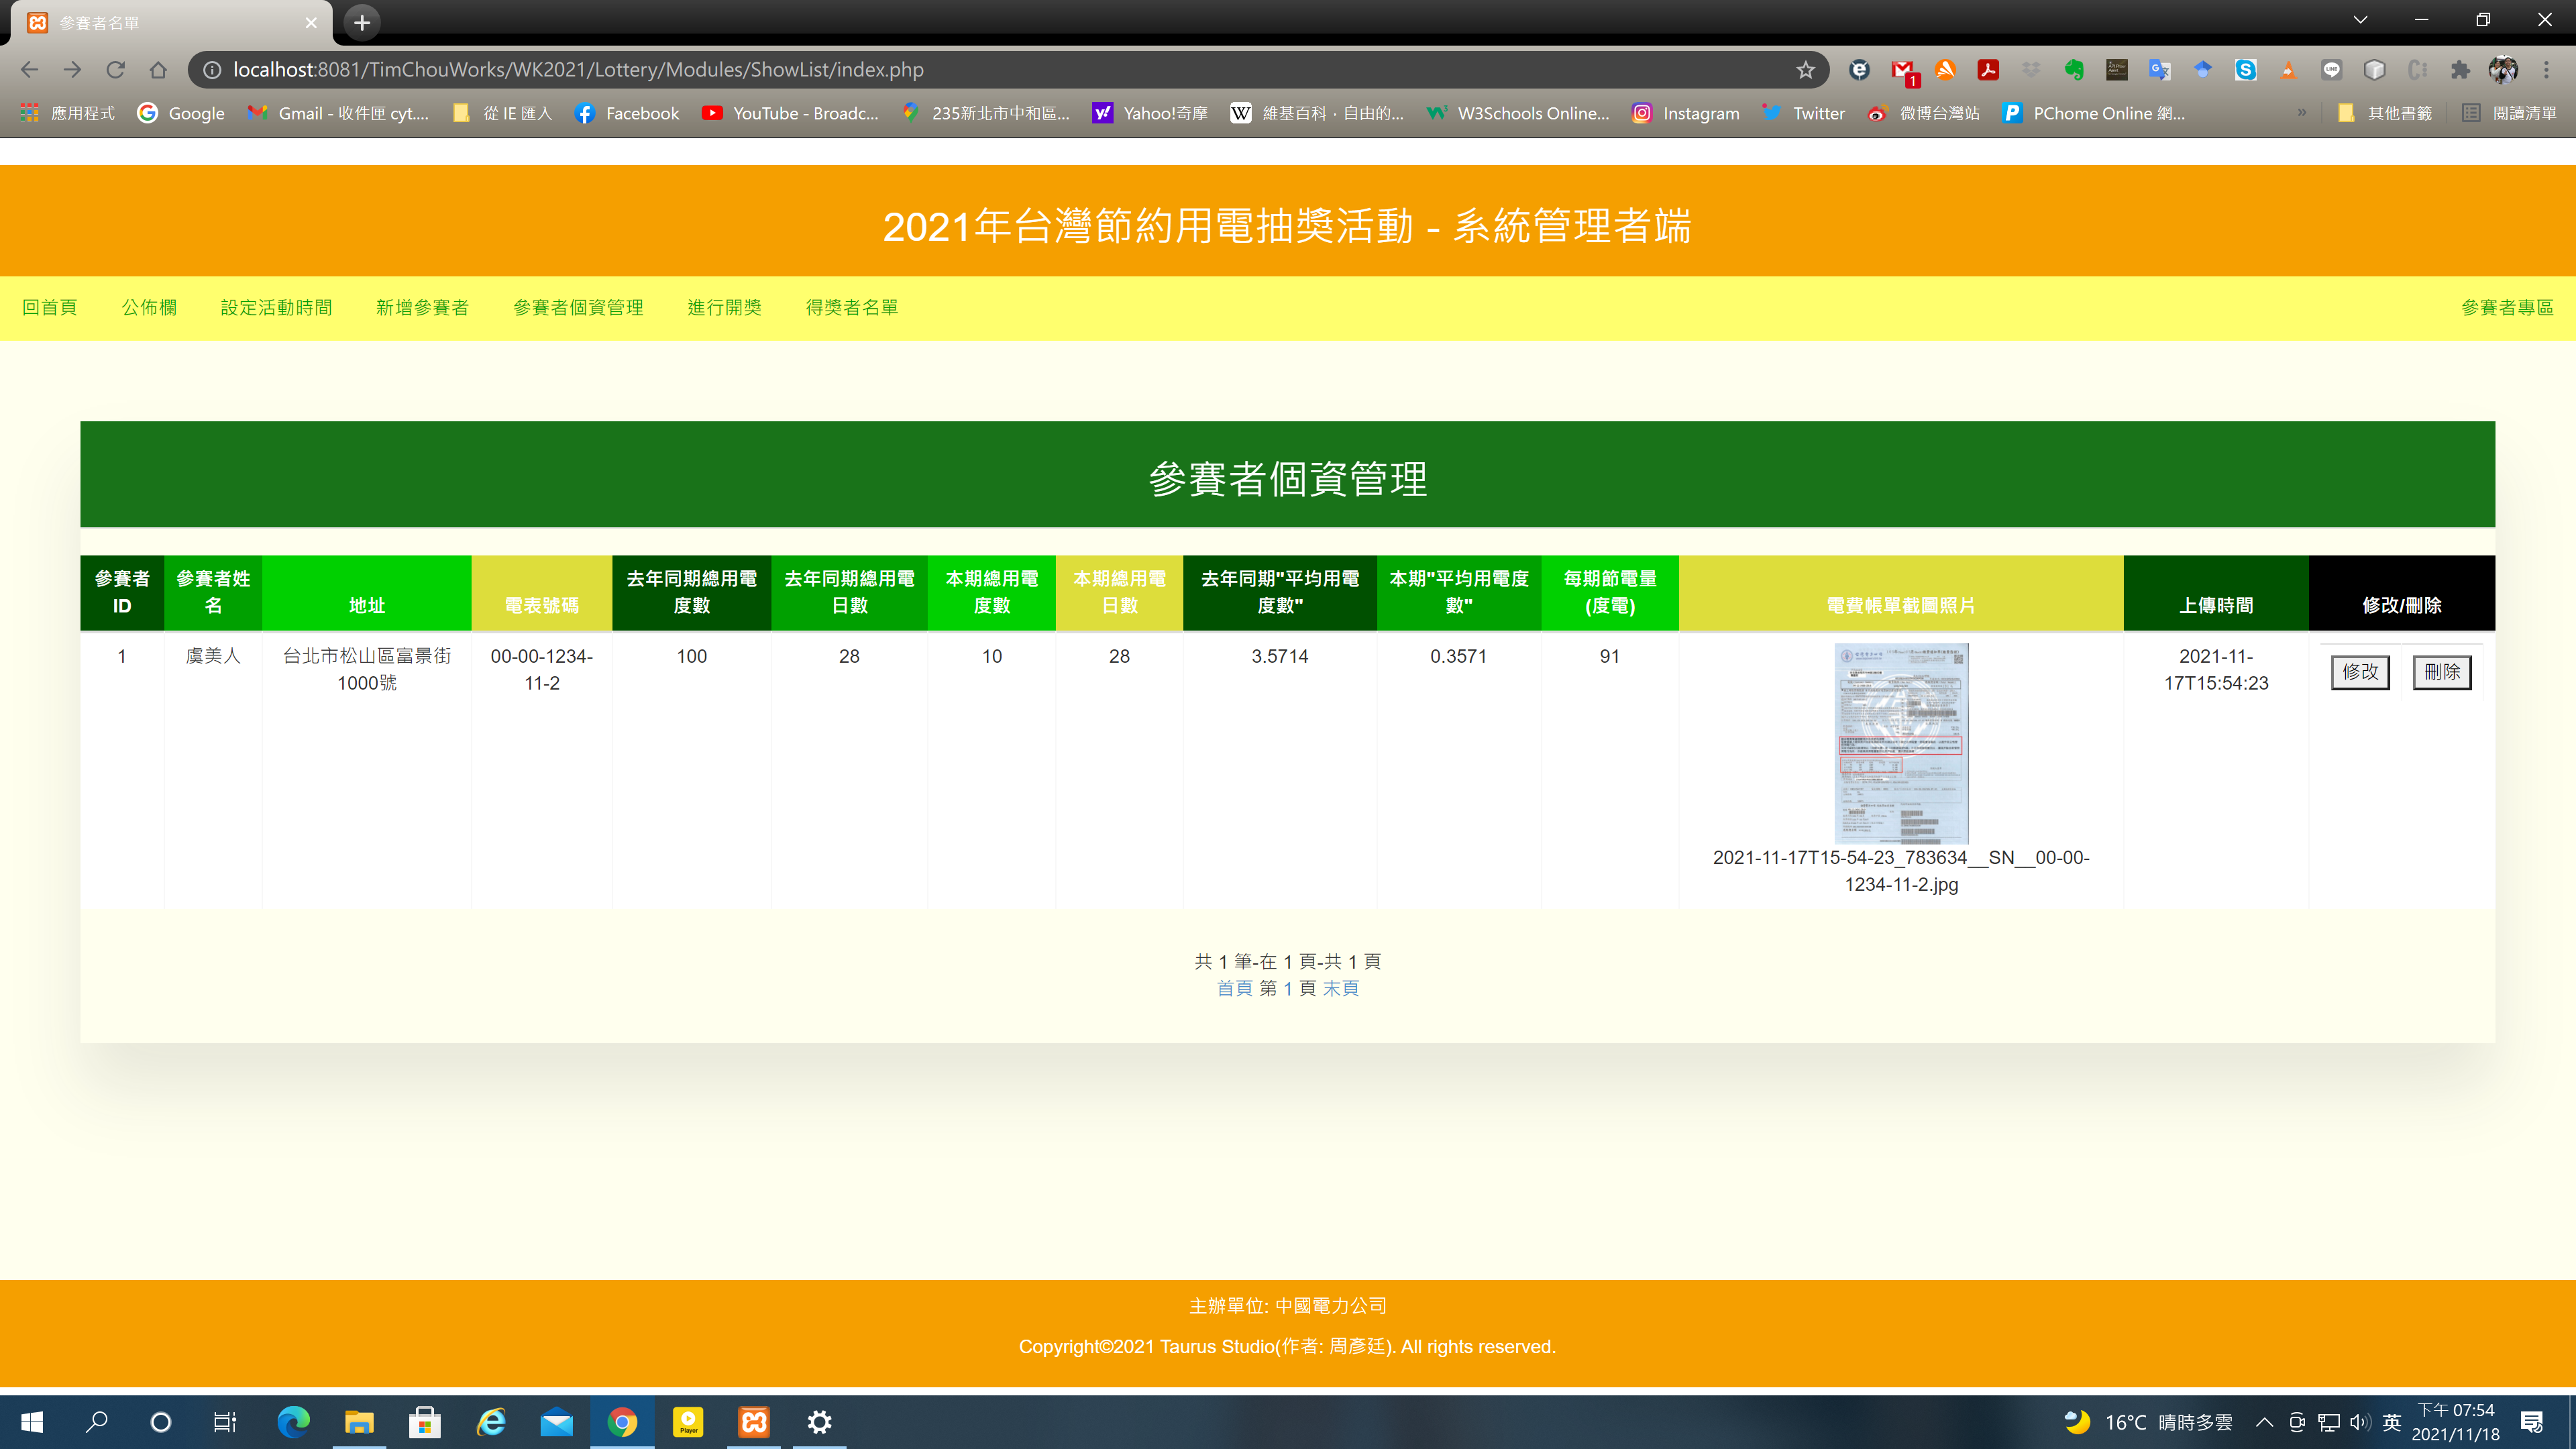 參賽者名單
localhost:8081/TimChouWorks/WK2021/Lottery/Modules/ShowList/index.php
1
應用程式 Google Gmail - 收件匣 cyt.... 從 IE 匯入 Facebook YouTube - Broadc... 235新北市中和區... Yahoo!奇摩 維基百科，自由的... W3Schools Online... Instagram Twitter 微博台灣站 PChome Online 網... » 其他書籤 閱讀清單
2021年台灣節約用電抽獎活動 - 系統管理者端
回首頁 公佈欄 設定活動時間 新增參賽者 參賽者個資管理 進行開獎 得獎者名單 參賽者專區
參賽者個資管理
參賽者ID 參賽者姓名 地址 電表號碼 去年同期總用電度數 去年同期總用電日數 本期總用電度數 本期總用電日數 去年同期"平均用電度數" 本期"平均用電度數" 每期節電量(度電) 電費帳單截圖照片 上傳時間 修改/刪除
1 虞美人 台北市松山區富景街 00-00-1234- 100 28 10 28 3.5714 0.3571 91 2021-11- 修改 刪除
1000號 11-2 17T15:54:23
2021-11-17T15-54-23_783634__SN__00-00-
1234-11-2.jpg
共 1 筆-在 1 頁-共 1 頁
首頁 第 1 頁 末頁
主辦單位: 中國電力公司
Copyright©2021 Taurus Studio(作者: 周彥廷). All rights reserved.
Player
16°C 晴時多雲 英 下午 07:54
2021/11/18